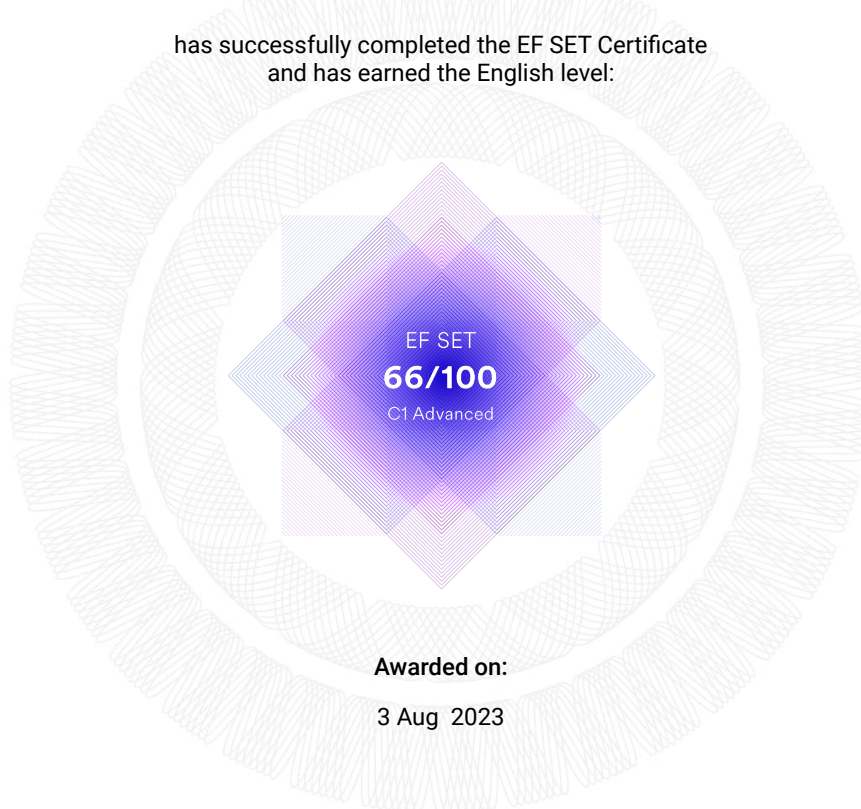 has successfully completed the EF SET Certificate
and has earned the English level:
EF SET
66/100
C1 Advanced
Awarded on:
3 Aug 2023